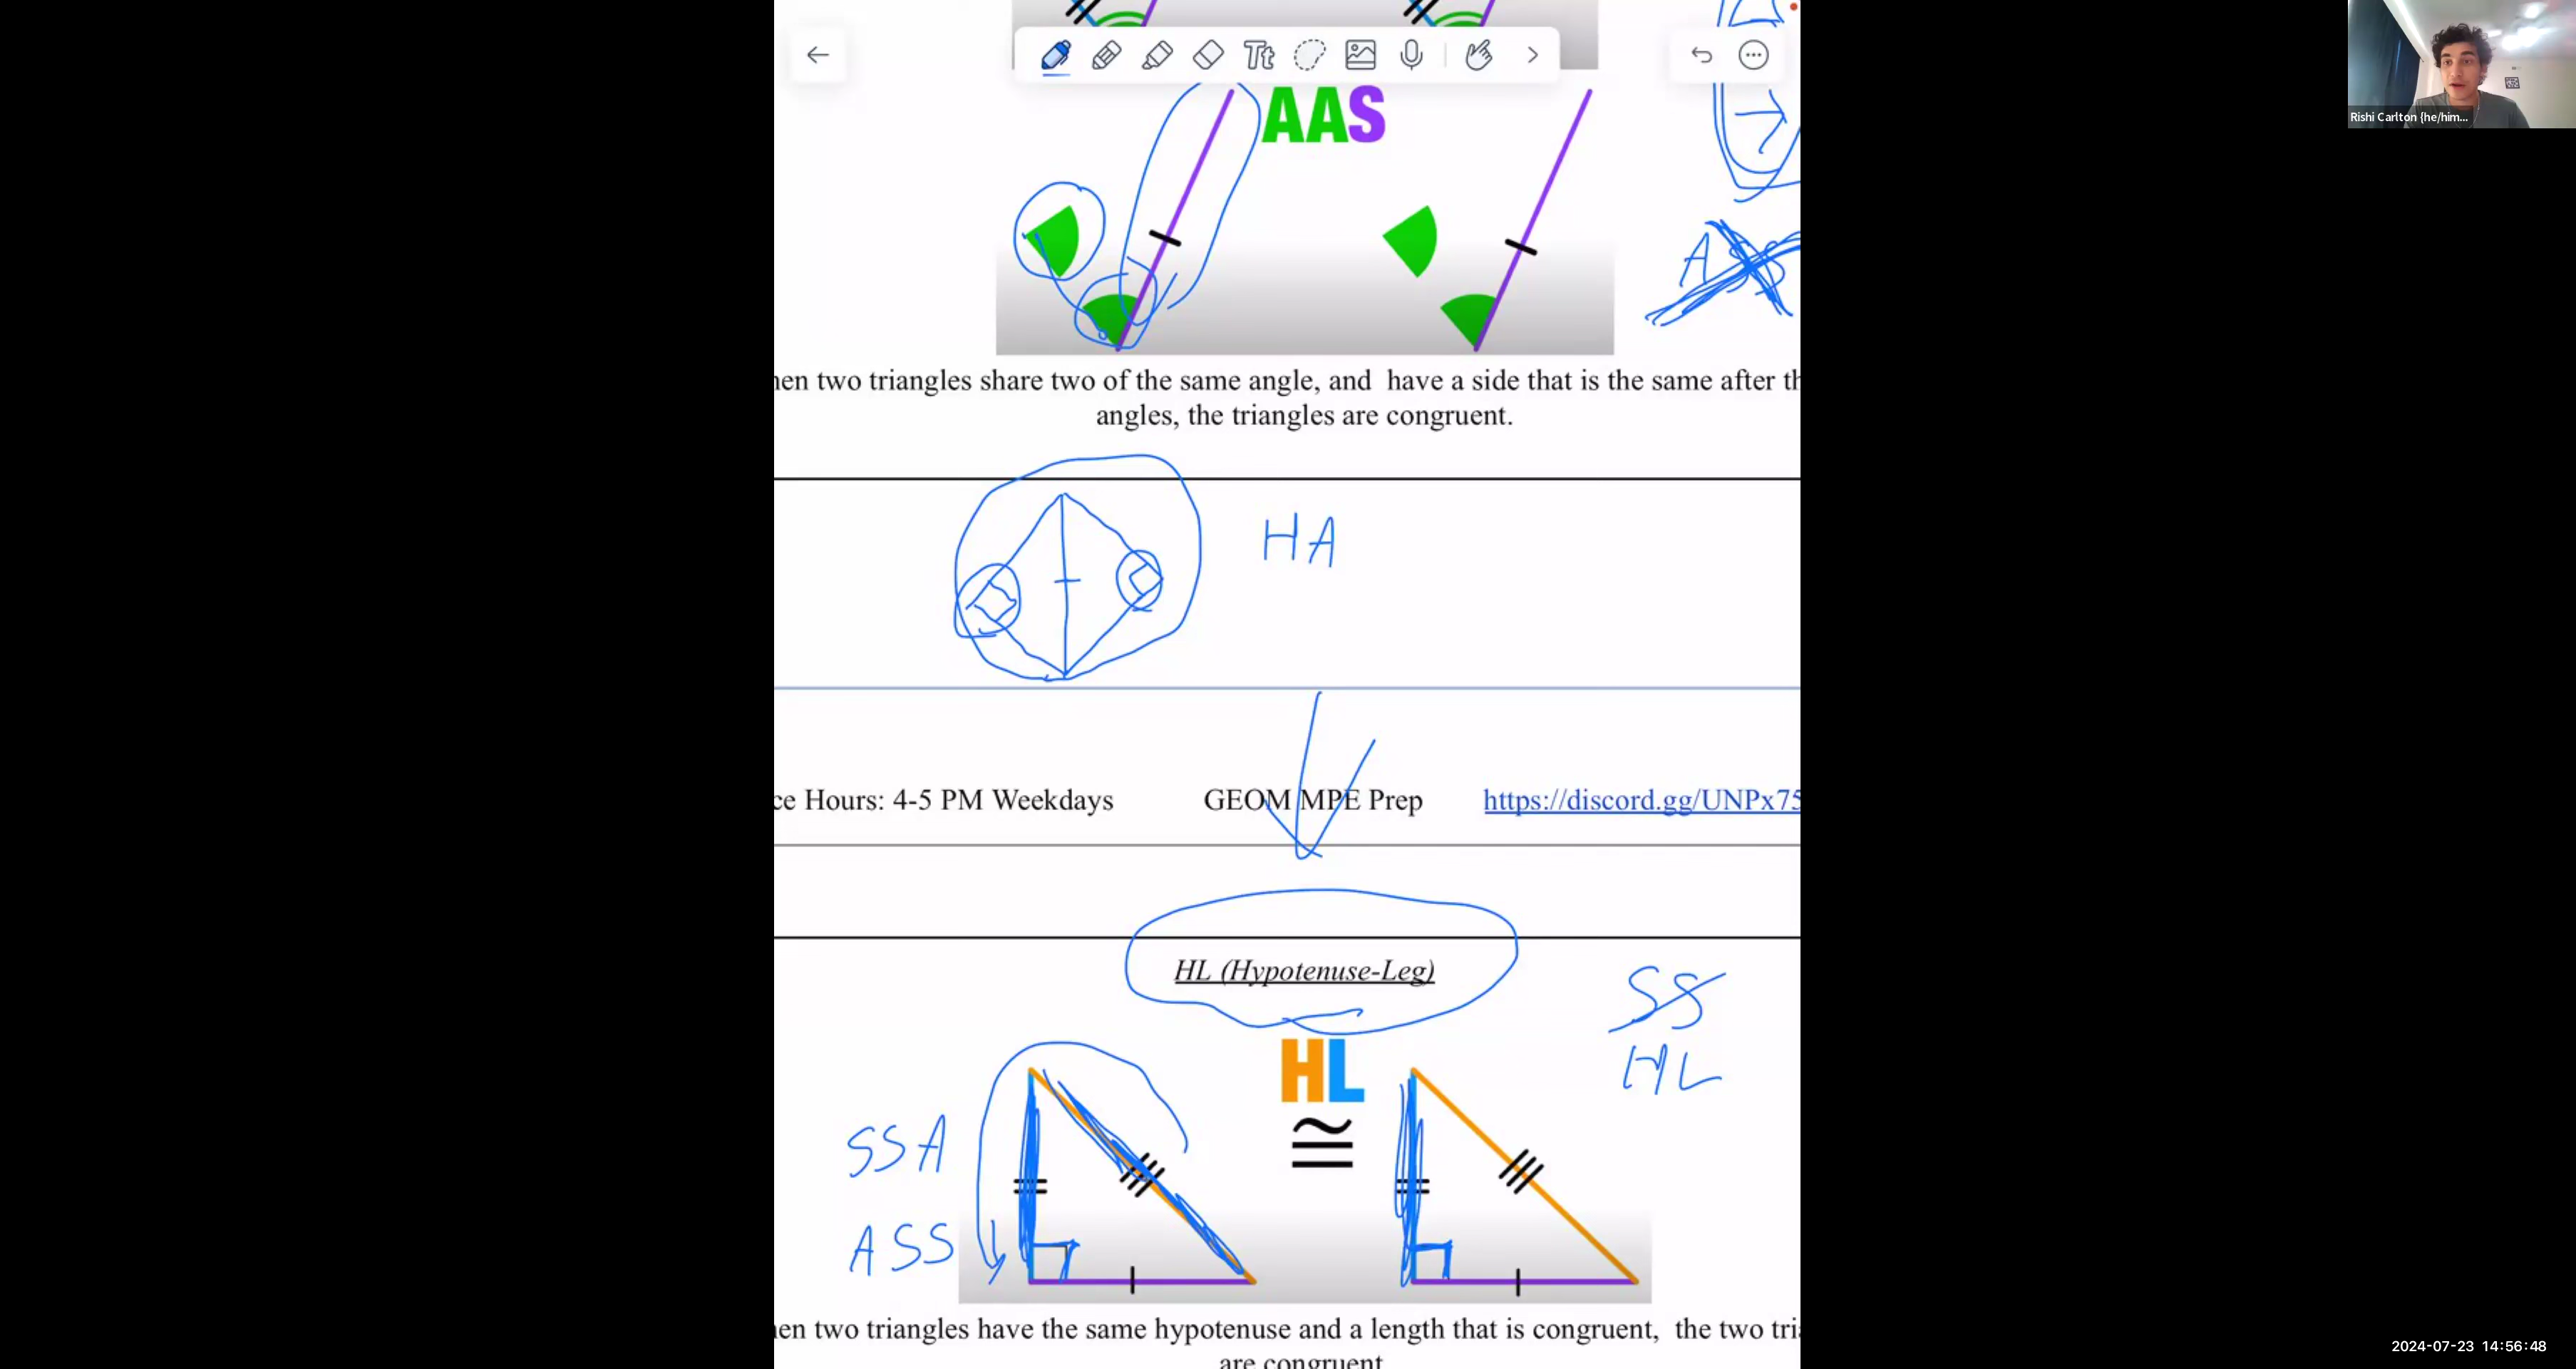 Tt
Rishi Carlton (he/him...
AAS
hen two triangles share two of the same angle, and have a side that is the same after th
angles, the triangles are congruent.
HA
ce Hours: 4-5 PM Weekdays GEOM MPE Prep https://discord.gg/UNPx75
HL (Hypotenuse-Leg)
SS
HL
HL
≅
SSA
ASS
en two triangles have the same hypotenuse and a length that is congruent, the two tri
are congruent
2024-07-23 14:56:48